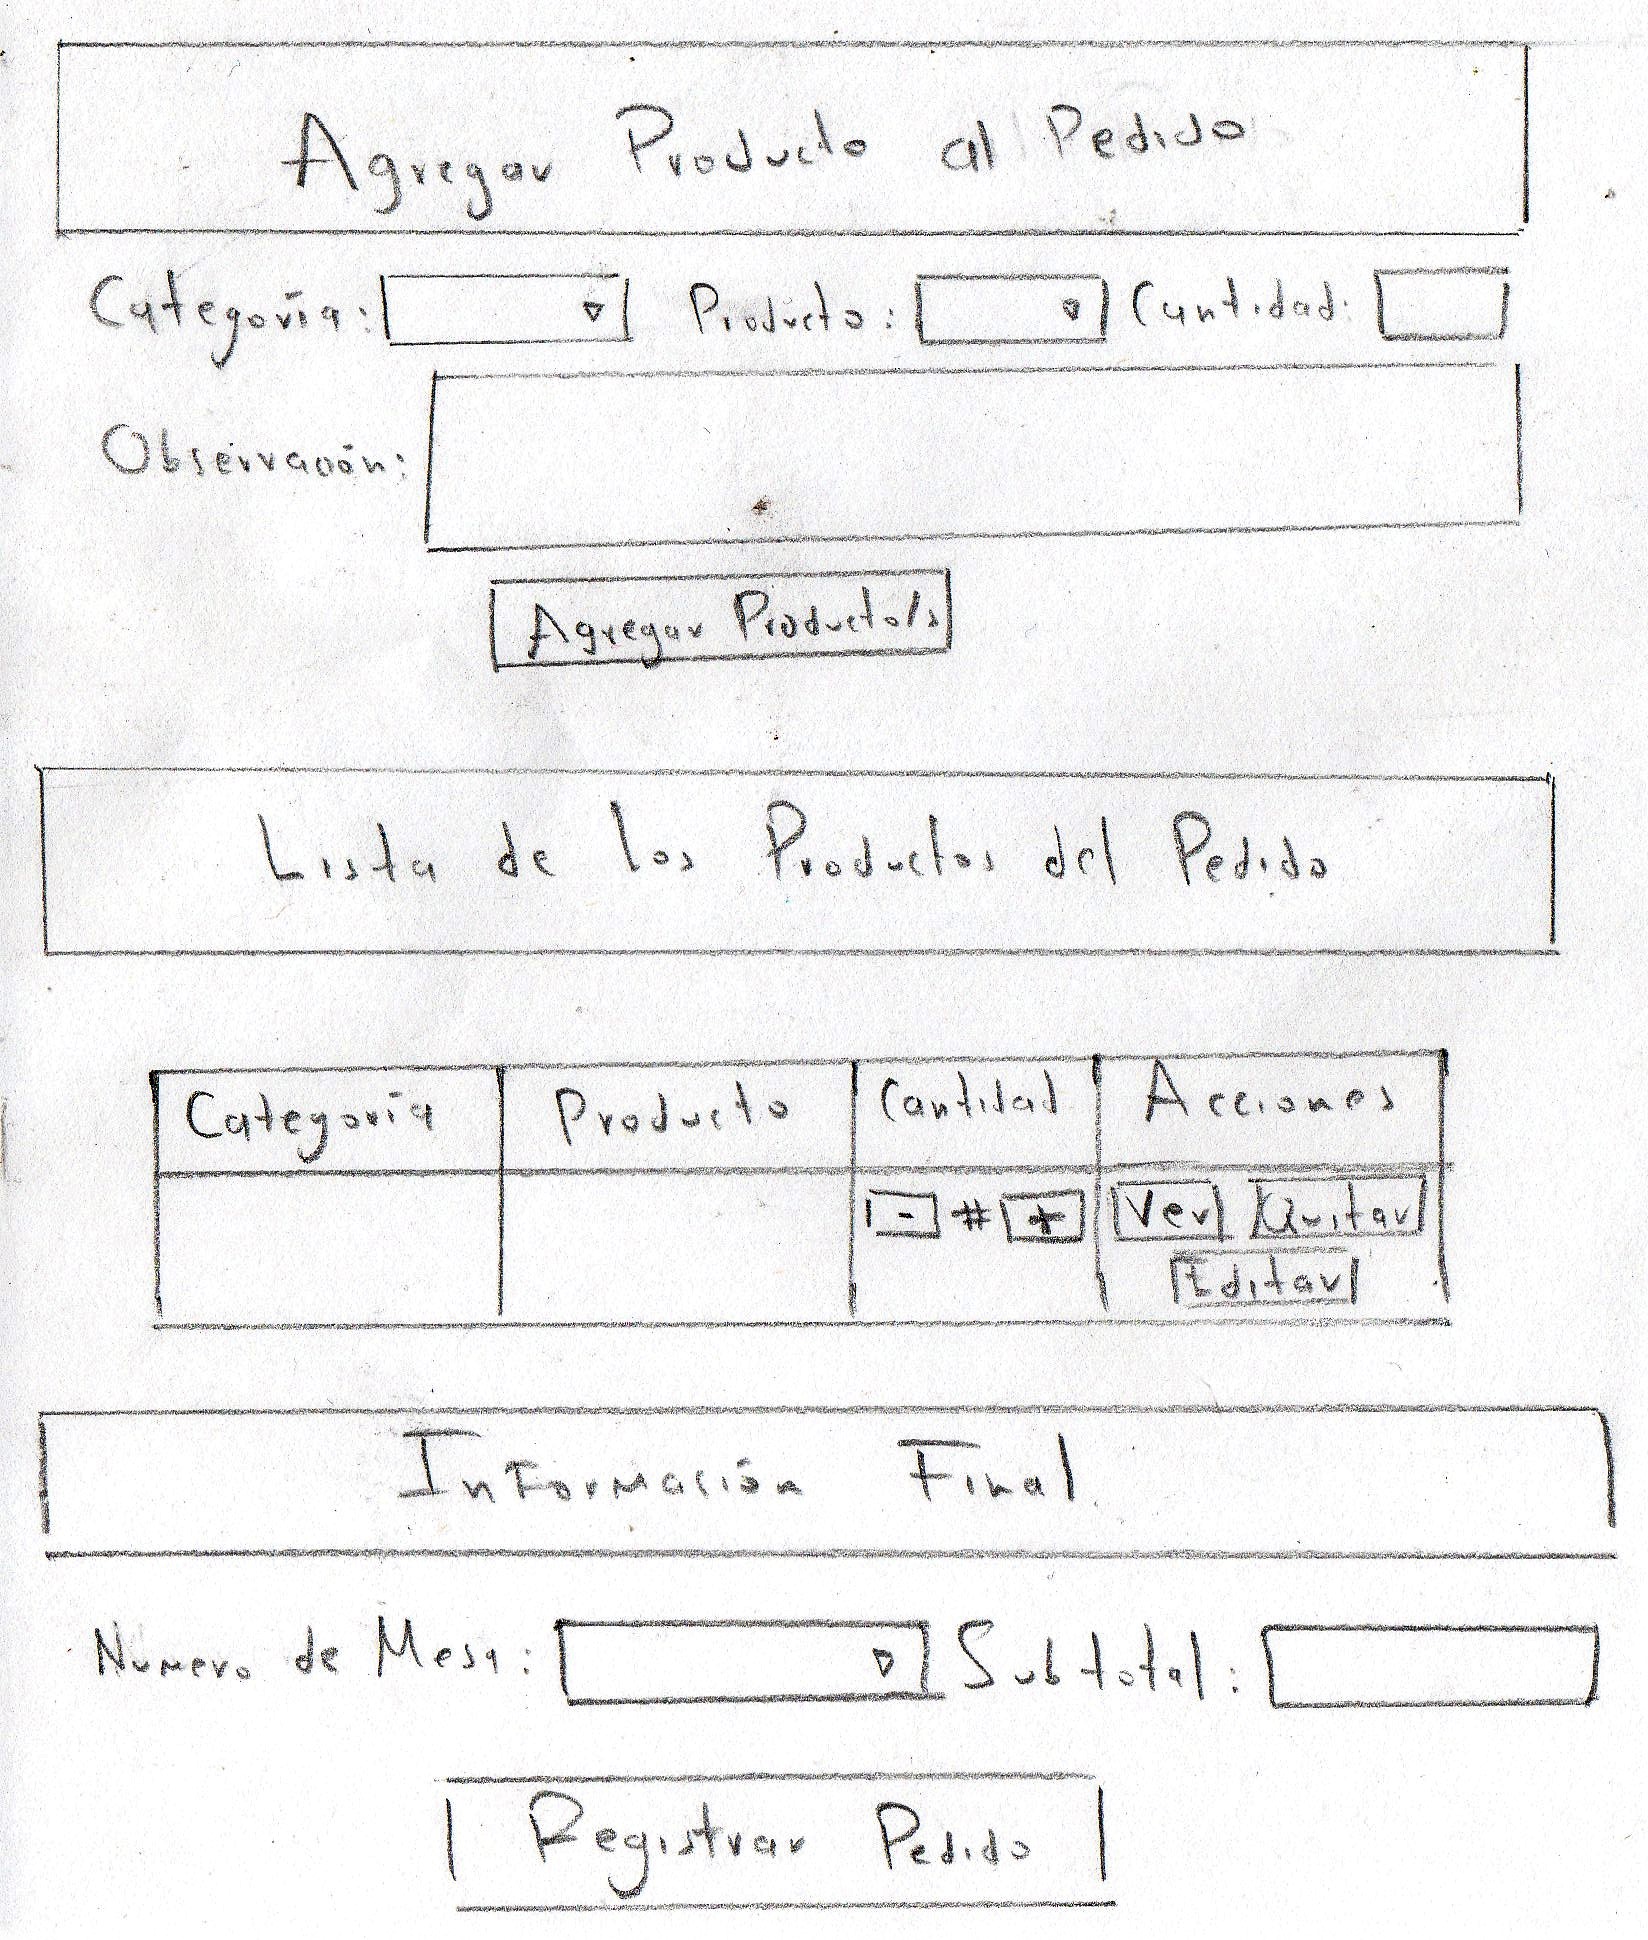 Agregar Producto al Pedido
Categoría: Producto: Cantidad:
Observación:
Agregar Producto/s
Lista de los Productos del Pedido
Categoría Producto Cantidad Acciones
- # + Ver Quitar
Editar
Información Final
Numero de Mesa: Subtotal:
Registrar Pedido